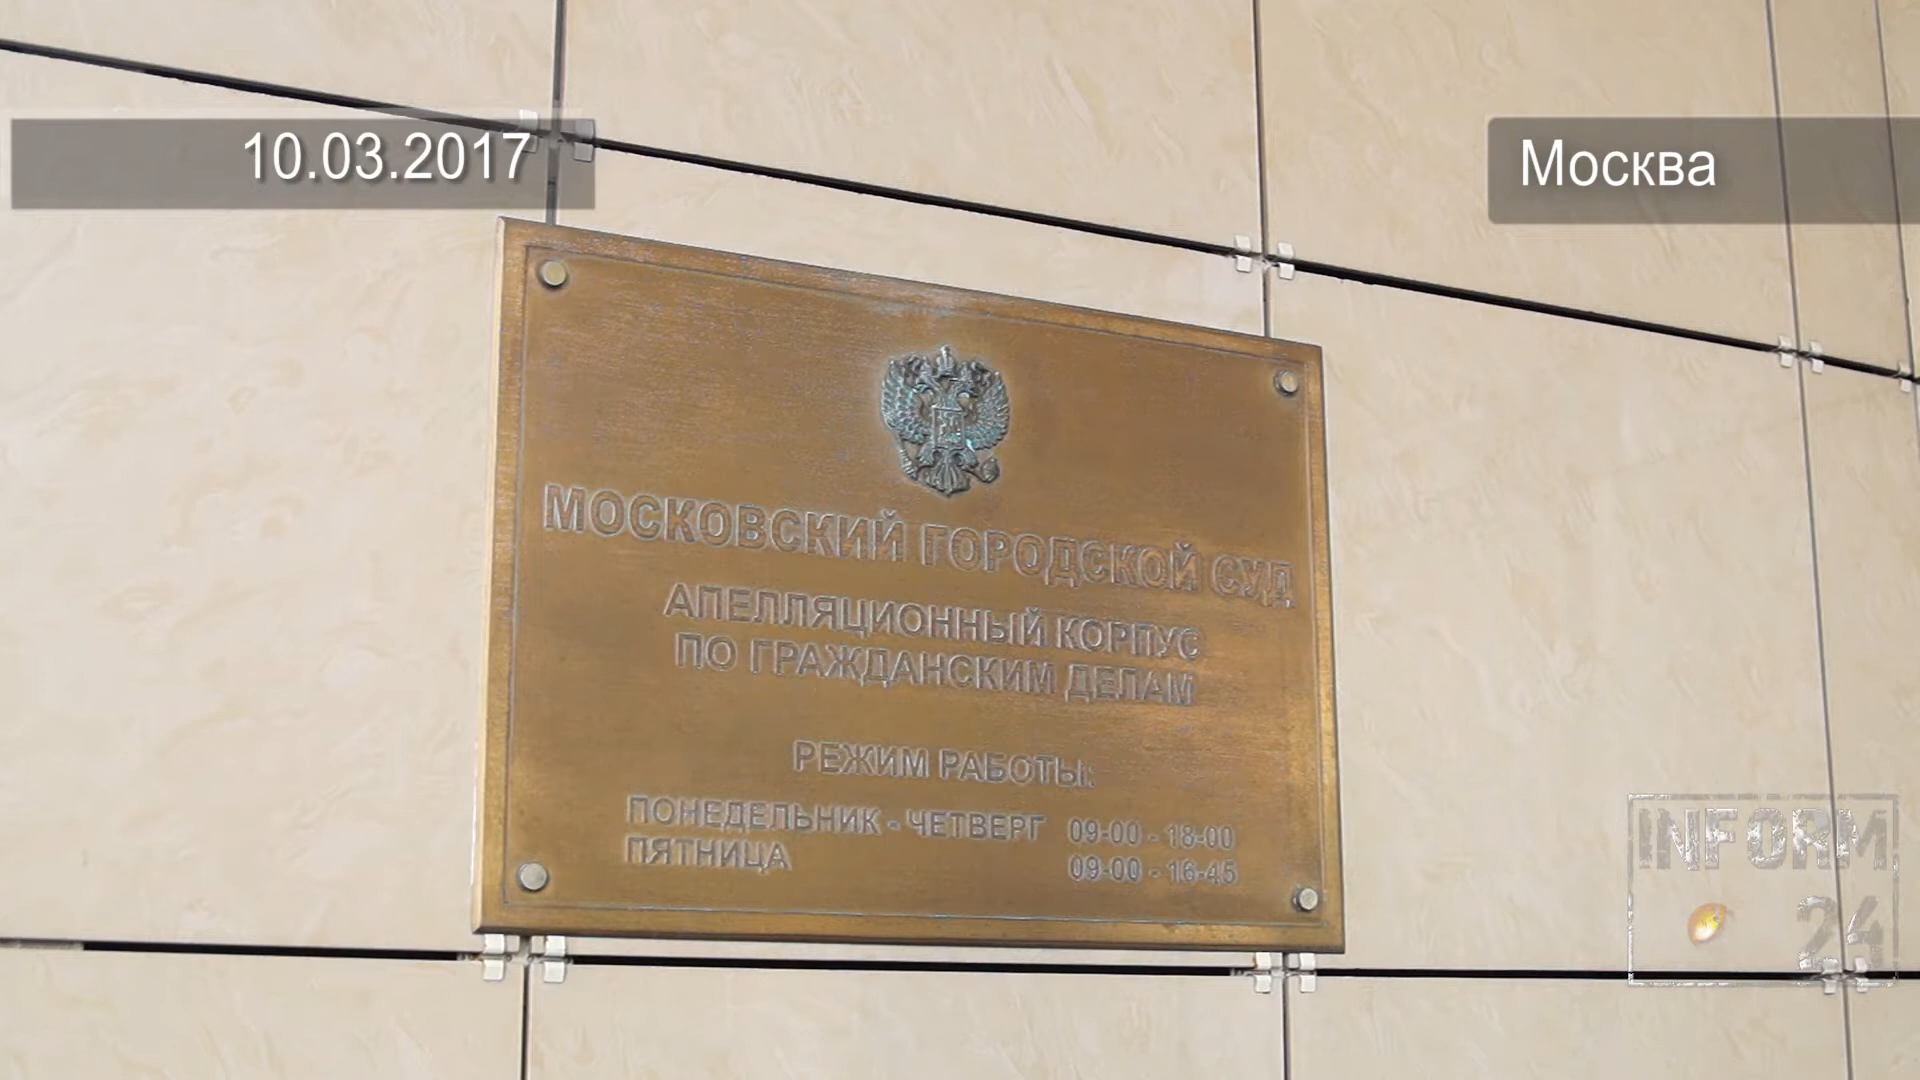 10.03.2017
Москва
МОСКОВСКИЙ ГОРОДСКОЙ СУД
АПЕЛЛЯЦИОННЫЙ КОРПУС
ПО ГРАЖДАНСКИМ ДЕЛАМ
РЕЖИМ РАБОТЫ:
ПОНЕДЕЛЬНИК - ЧЕТВЕРГ 09-00 - 18-00
ПЯТНИЦА 09-00 - 16-45
INFORM
24